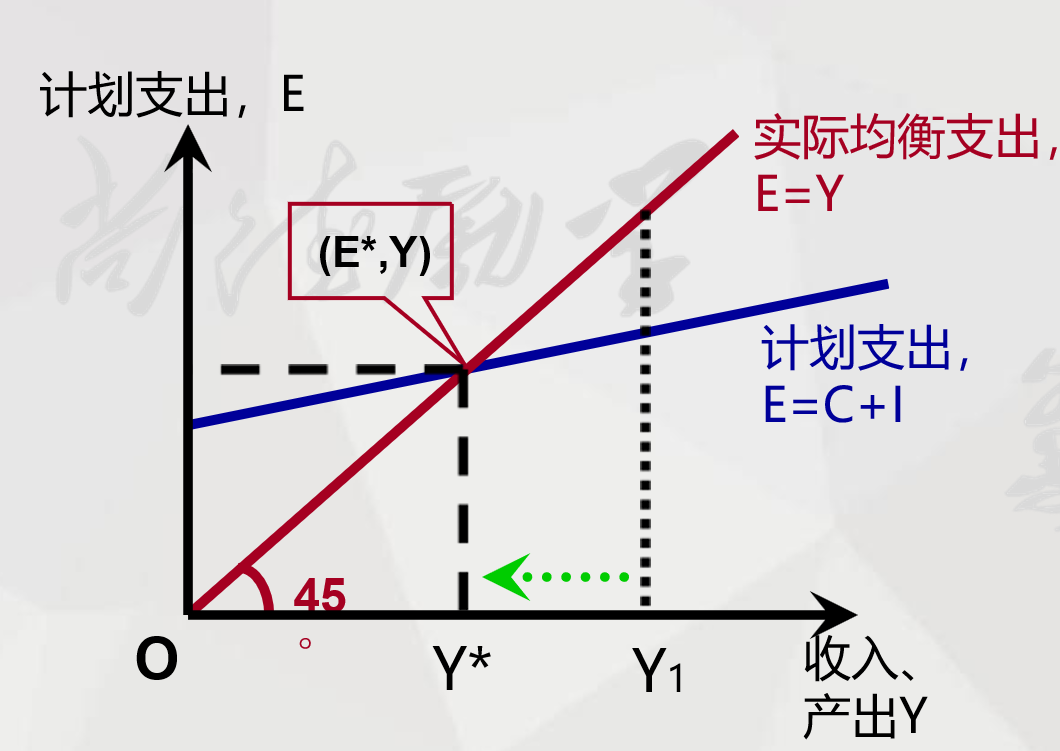 计划支出，E
实际均衡支出，
E=Y
(E*,Y)
计划支出，
E=C+I
45
°
O
Y*
Y₁
收入、
产出Y